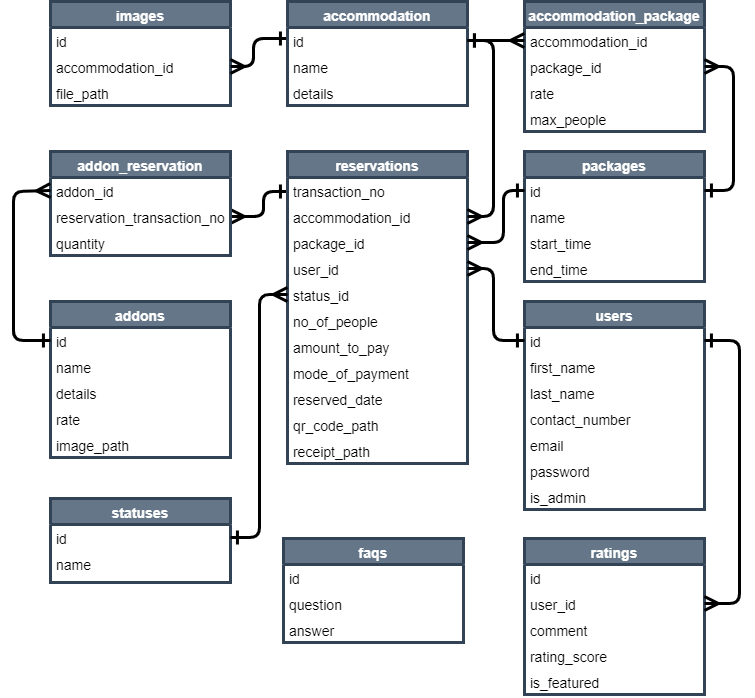 images
id
accommodation_id
file_path
accommodation
id
name
details
accommodation_package
accommodation_id
package_id
rate
max_people
addon_reservation
addon_id
reservation_transaction_no
quantity
reservations
transaction_no
accommodation_id
package_id
user_id
status_id
no_of_people
amount_to_pay
mode_of_payment
reserved_date
qr_code_path
receipt_path
packages
id
name
start_time
end_time
addons
id
name
details
rate
image_path
users
id
first_name
last_name
contact_number
email
password
is_admin
statuses
id
name
faqs
id
question
answer
ratings
id
user_id
comment
rating_score
is_featured